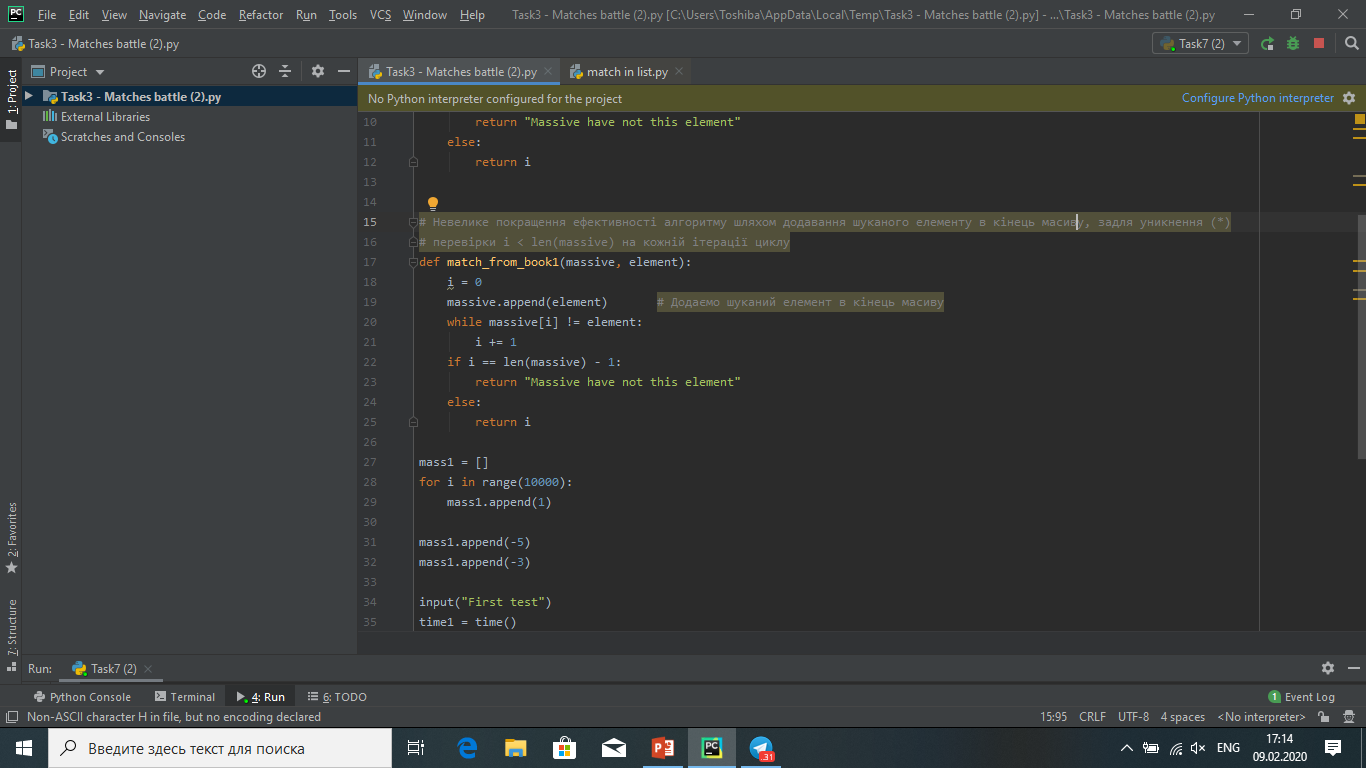 File Edit View Navigate Code Refactor Run Tools VCS Window Help Task3 - Matches battle (2).py [C:\Users\Toshiba\AppData\Local\Temp\Task3 - Matches battle (2).py] - ...\Task3 - Matches battle (2).py
Task3 - Matches battle (2).py Task7 (2)
1: Project
Project
Task3 - Matches battle (2).py match in list.py
Task3 - Matches battle (2).py
External Libraries
Scratches and Consoles
No Python interpreter configured for the project Configure Python interpreter
10 return "Massive have not this element"
11 else:
12 return i
13
14
15 # Невелике покращення ефективності алгоритму шляхом додавання шуканого елементу в кінець масиву, задля уникнення (*)
16 # перевірки i < len(massive) на кожній ітерації циклу
17 def match_from_book1(massive, element):
18 i = 0
19 massive.append(element) # Додаємо шуканий елемент в кінець масиву
20 while massive[i] != element:
21 i += 1
22 if i == len(massive) - 1:
23 return "Massive have not this element"
24 else:
25 return i
26
27 mass1 = []
28 for i in range(10000):
29 mass1.append(1)
30
31 mass1.append(-5)
32 mass1.append(-3)
33
34 input("First test")
35 time1 = time()
2: Favorites
7: Structure
Run: Task7 (2)
Python Console Terminal 4: Run 6: TODO 1 Event Log
Non-ASCII character Н in file, but no encoding declared 15:95 CRLF UTF-8 4 spaces <No interpreter>
Введите здесь текст для поиска
31
ENG
17:14
09.02.2020